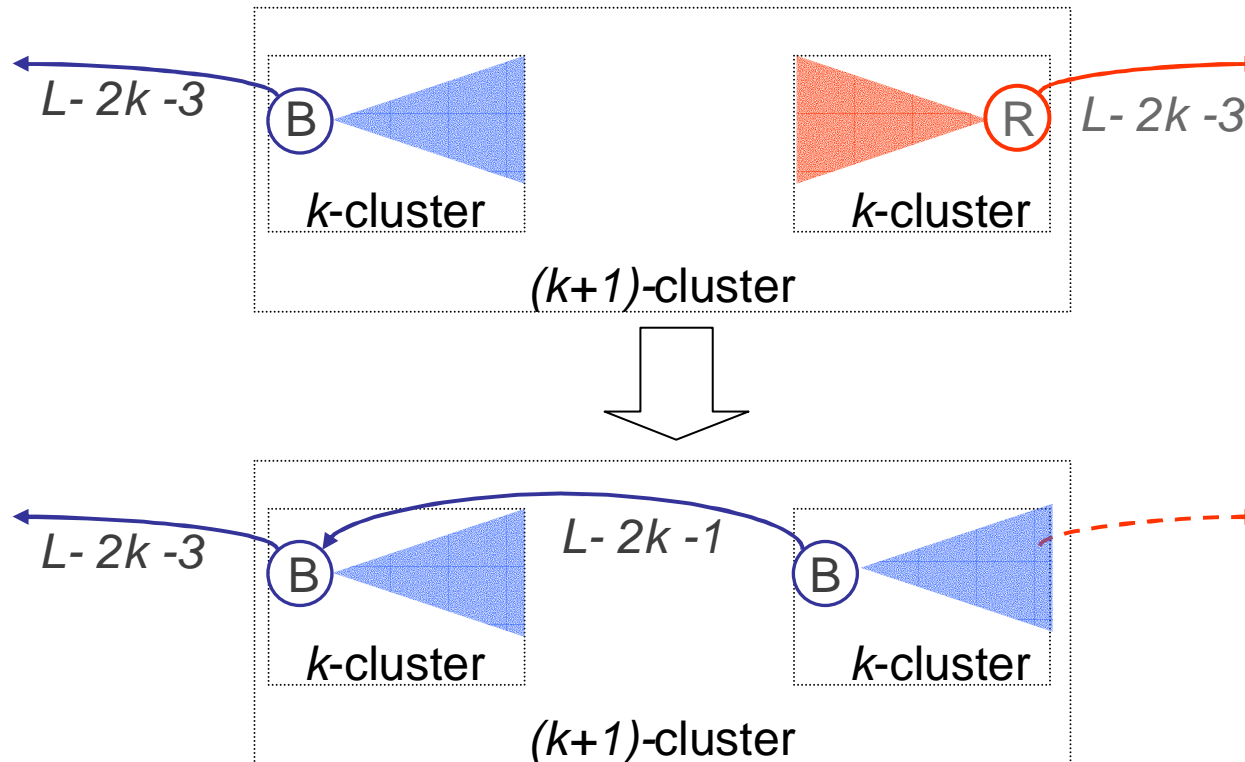 L- 2k -3
B
R
L- 2k -3
k-cluster
k-cluster
(k+1)-cluster
L- 2k -3
L- 2k -1
B
B
k-cluster
k-cluster
(k+1)-cluster